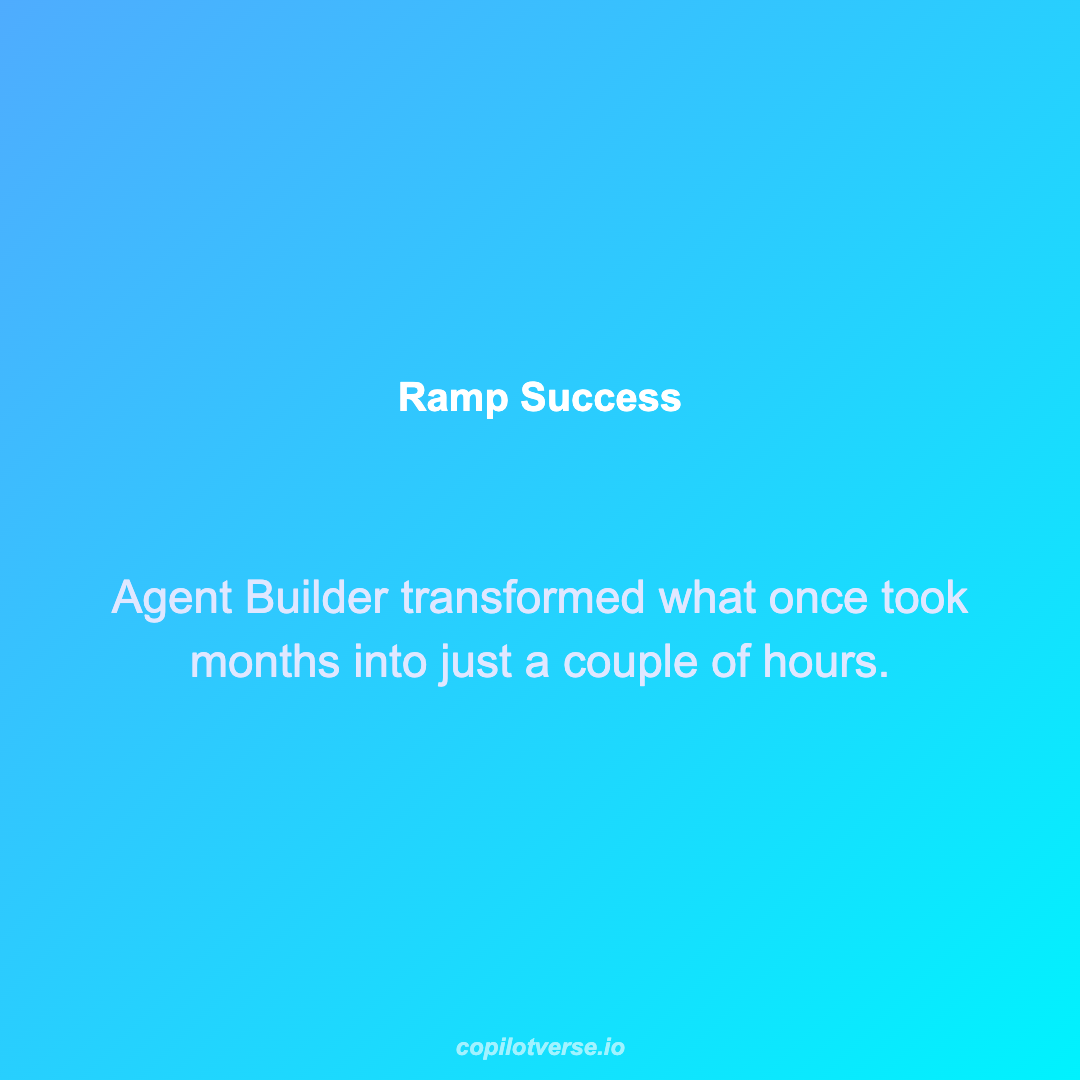 Ramp Success
Agent Builder transformed what once took
months into just a couple of hours.
copilotverse.io